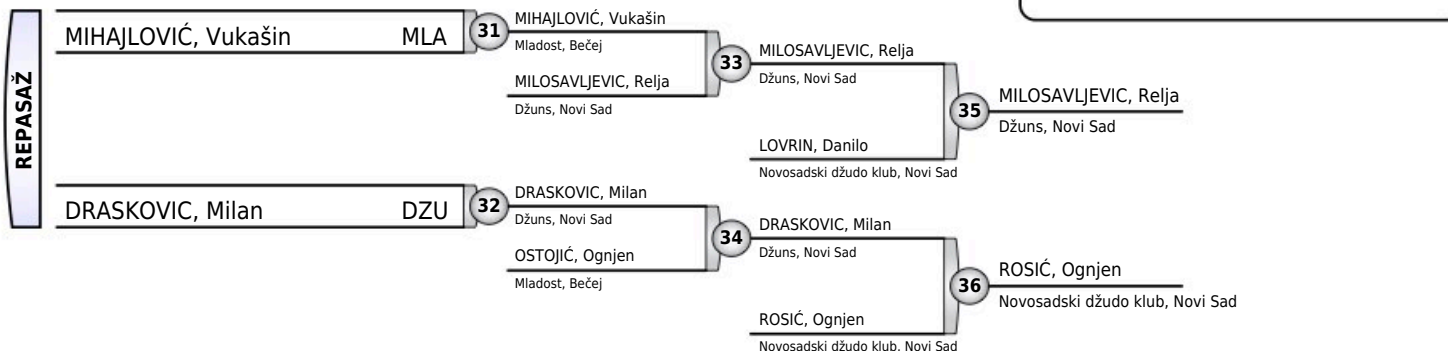 REPASAŽ
MIHAJLOVIĆ, Vukašin MLA
31
MIHAJLOVIĆ, Vukašin
Mladost, Bečej
MILOSAVLJEVIC, Relja
Džuns, Novi Sad
33
MILOSAVLJEVIC, Relja
Džuns, Novi Sad
LOVRIN, Danilo
Novosadski džudo klub, Novi Sad
35
MILOSAVLJEVIC, Relja
Džuns, Novi Sad
DRASKOVIC, Milan DZU
32
DRASKOVIC, Milan
Džuns, Novi Sad
OSTOJIĆ, Ognjen
Mladost, Bečej
34
DRASKOVIC, Milan
Džuns, Novi Sad
ROSIĆ, Ognjen
Novosadski džudo klub, Novi Sad
36
ROSIĆ, Ognjen
Novosadski džudo klub, Novi Sad